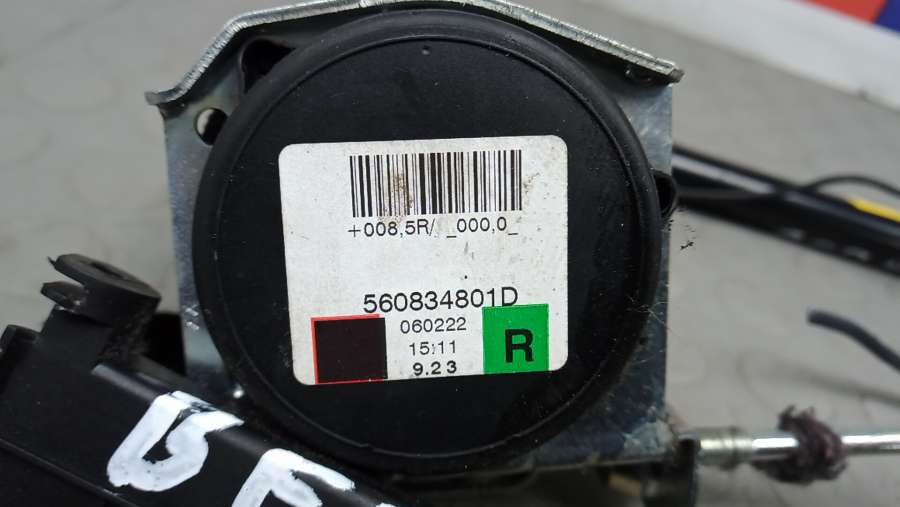 +008,5R/ _000,0_
560834801D
060222
15:11
9.23
R